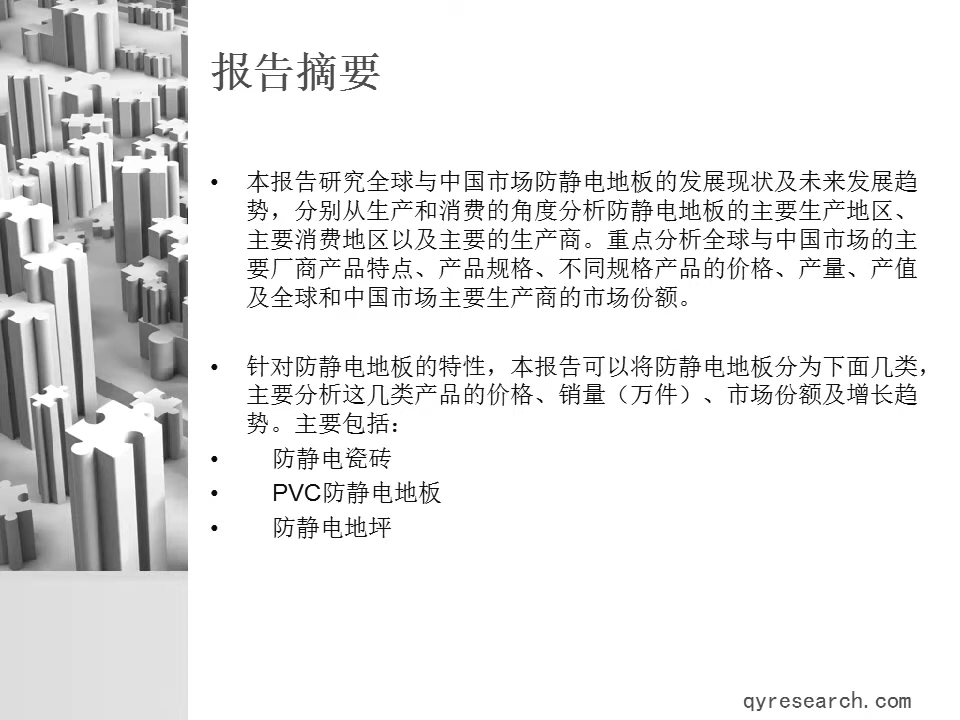 报告摘要
• 本报告研究全球与中国市场防静电地板的发展现状及未来发展趋
势，分别从生产和消费的角度分析防静电地板的主要生产地区、
主要消费地区以及主要的生产商。重点分析全球与中国市场的主
要厂商产品特点、产品规格、不同规格产品的价格、产量、产值
及全球和中国市场主要生产商的市场份额。
• 针对防静电地板的特性，本报告可以将防静电地板分为下面几类，
主要分析这几类产品的价格、销量（万件）、市场份额及增长趋
势。主要包括：
• 防静电瓷砖
• PVC防静电地板
• 防静电地坪
qyresearch.com